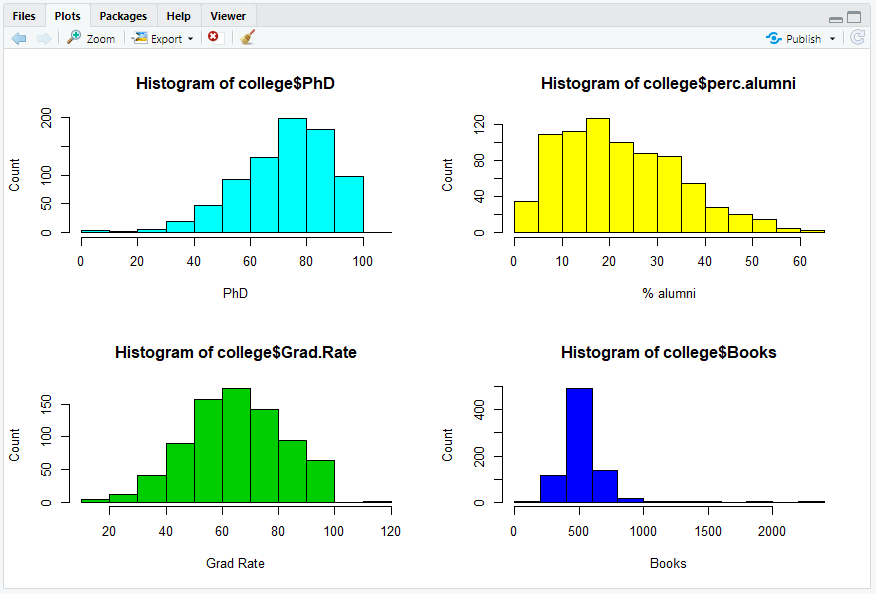 Files Plots Packages Help Viewer
Zoom Export Publish
Histogram of college$PhD
Count
0 50 100 200
0 20 40 60 80 100
PhD
Histogram of college$perc.alumni
Count
0 40 80 120
0 10 20 30 40 50 60
% alumni
Histogram of college$Grad.Rate
Count
0 50 100 150
20 40 60 80 100 120
Grad Rate
Histogram of college$Books
Count
0 200 400
0 500 1000 1500 2000
Books